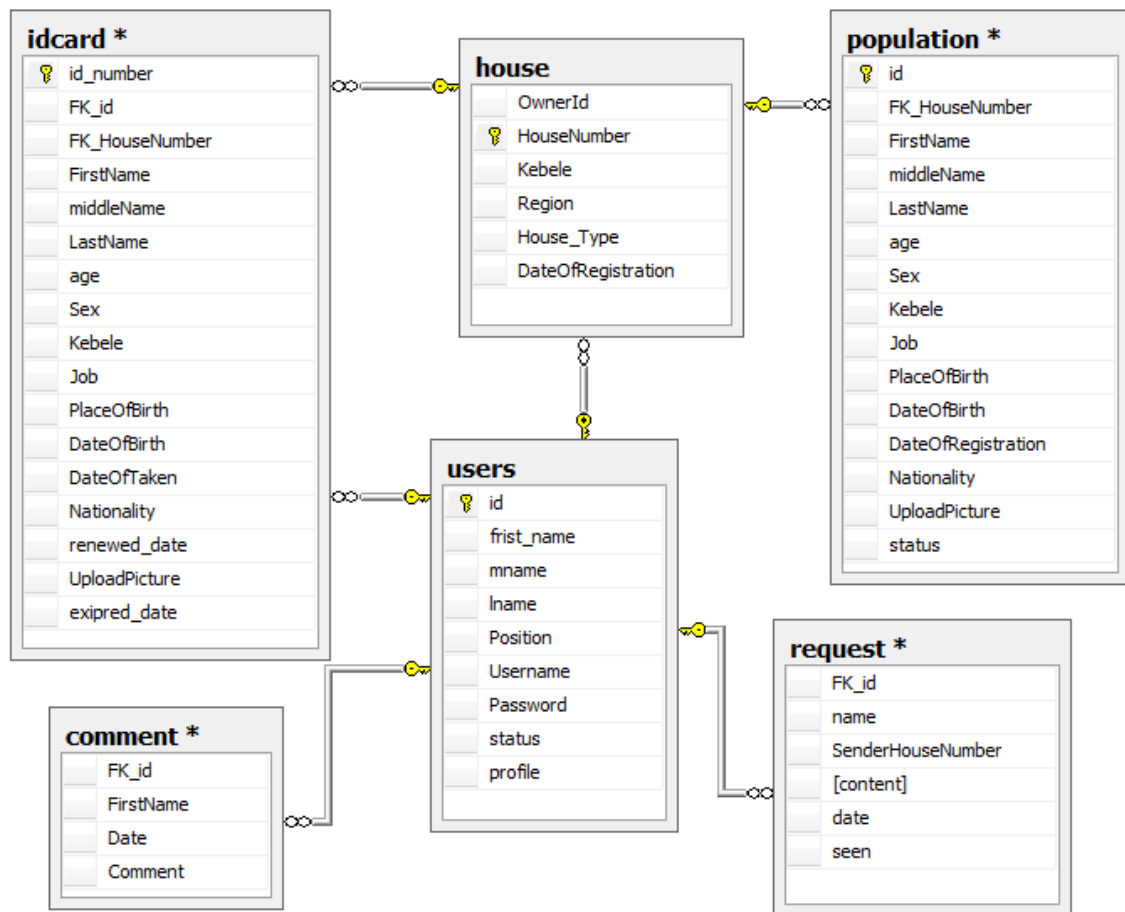 idcard *
id_number
FK_id
FK_HouseNumber
FirstName
middleName
LastName
age
Sex
Kebele
Job
PlaceOfBirth
DateOfBirth
DateOfTaken
Nationality
renewed_date
UploadPicture
exipred_date
house
OwnerId
HouseNumber
Kebele
Region
House_Type
DateOfRegistration
population *
id
FK_HouseNumber
FirstName
middleName
LastName
age
Sex
Kebele
Job
PlaceOfBirth
DateOfBirth
DateOfRegistration
Nationality
UploadPicture
status
users
id
frist_name
mname
lname
Position
Username
Password
status
profile
comment *
FK_id
FirstName
Date
Comment
request *
FK_id
name
SenderHouseNumber
[content]
date
seen